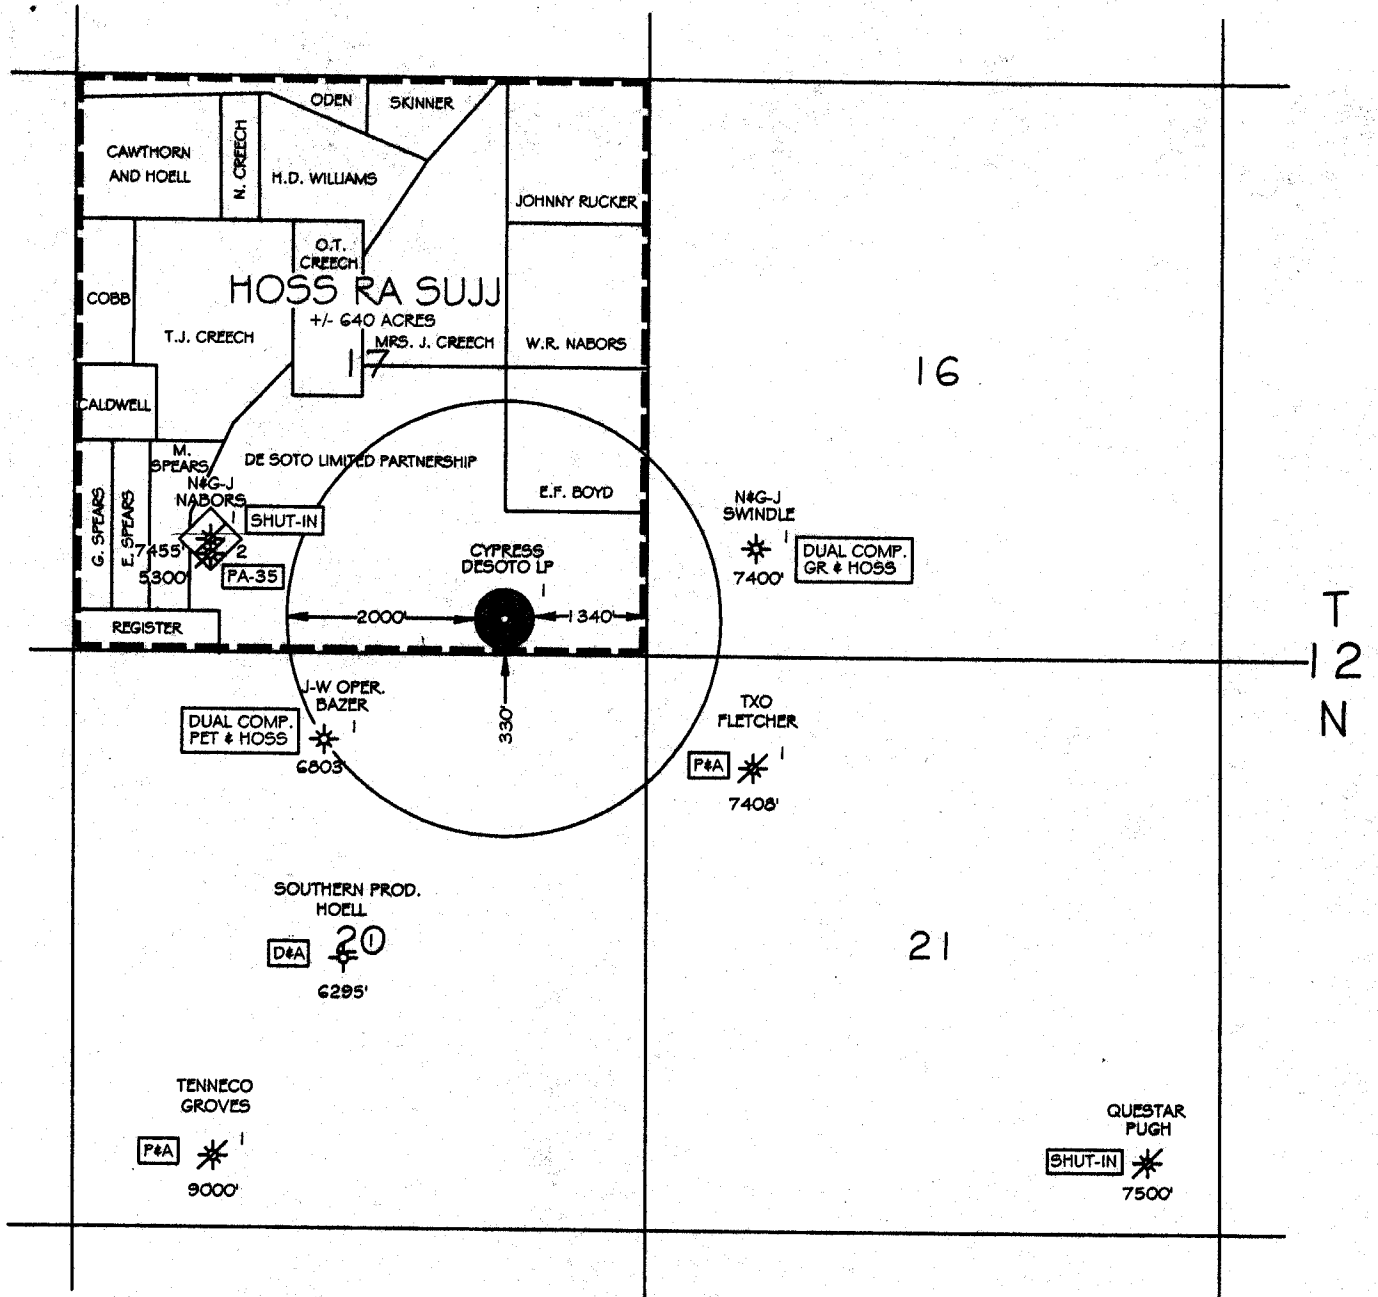 ODEN
SKINNER
CAWTHORN
AND HOELL
N. CREECH
H.D. WILLIAMS
JOHNNY RUCKER
O.T.
CREECH
HOSS RA SUJJ
+/- 640 ACRES
COBB
T.J. CREECH
MRS. J. CREECH
W.R. NABORS
17
16
CALDWELL
M.
SPEARS
DE SOTO LIMITED PARTNERSHIP
E.F. BOYD
G. SPEARS
E. SPEARS
N&G-J
NABORS
1
SHUT-IN
7455'
2
5300'
PA-35
N&G-J
SWINDLE
1
7400'
DUAL COMP.
GR & HOSS
CYPRESS
DESOTO LP
1
2000'
1340'
REGISTER
T
12
N
J-W OPER.
BAZER
1
DUAL COMP.
PET & HOSS
6803'
330'
TXO
FLETCHER
1
P&A
7408'
SOUTHERN PROD.
HOELL
1
20
D&A
6295'
21
TENNECO
GROVES
1
P&A
9000'
QUESTAR
PUGH
SHUT-IN
7500'